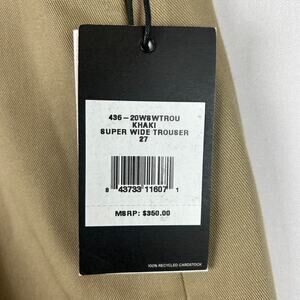 436-20WSWTROU
KHAKI
SUPER WIDE TROUSER
27
8 43733 11607 1
MSRP: $350.00
100% RECYCLED CARDSTOCK